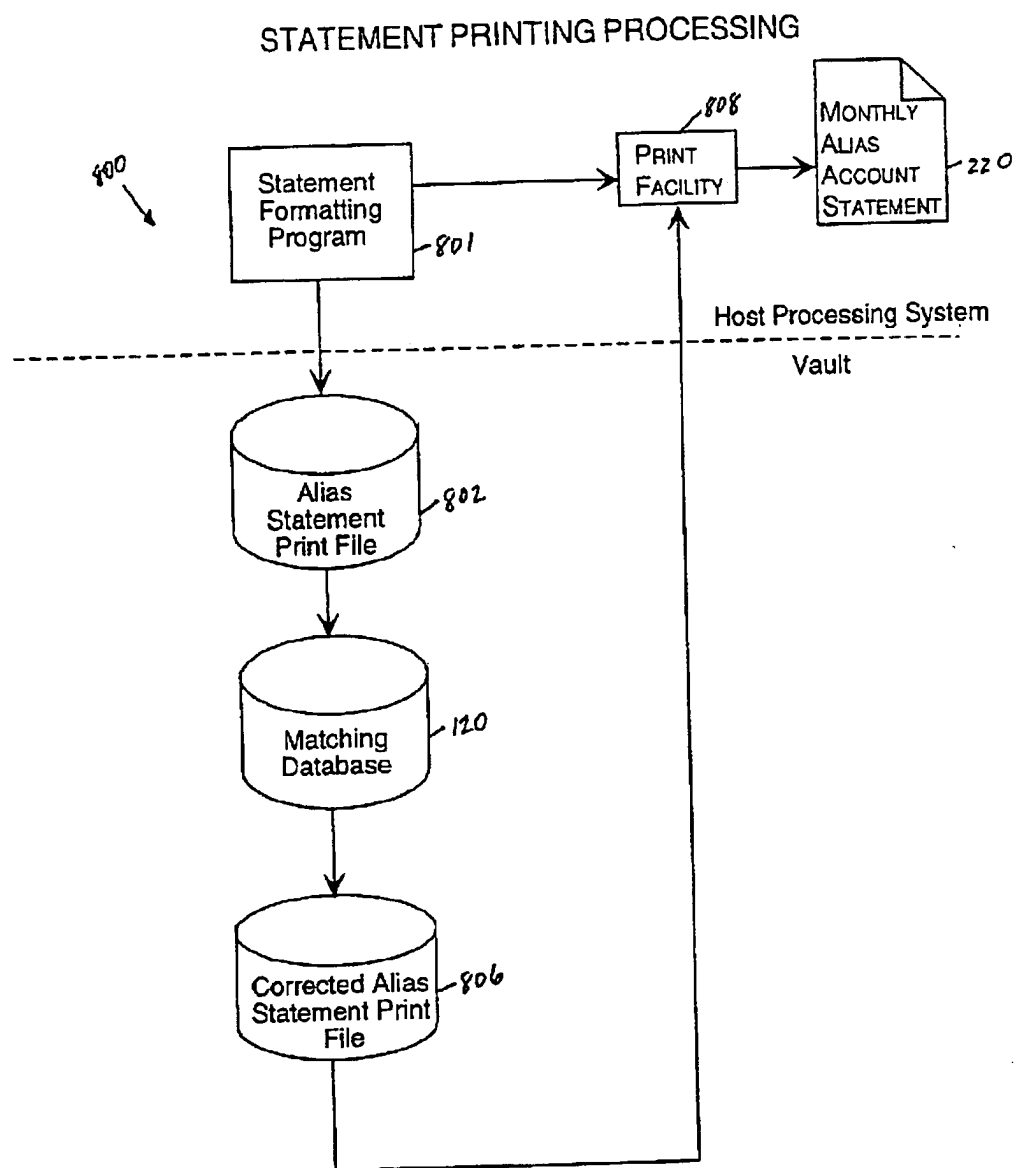 STATEMENT PRINTING PROCESSING
800
Statement
Formatting
Program
801
808
PRINT
FACILITY
MONTHLY
ALIAS
ACCOUNT
STATEMENT
220
Host Processing System
Vault
Alias
Statement
Print File
802
Matching
Database
120
Corrected Alias
Statement Print
File
806